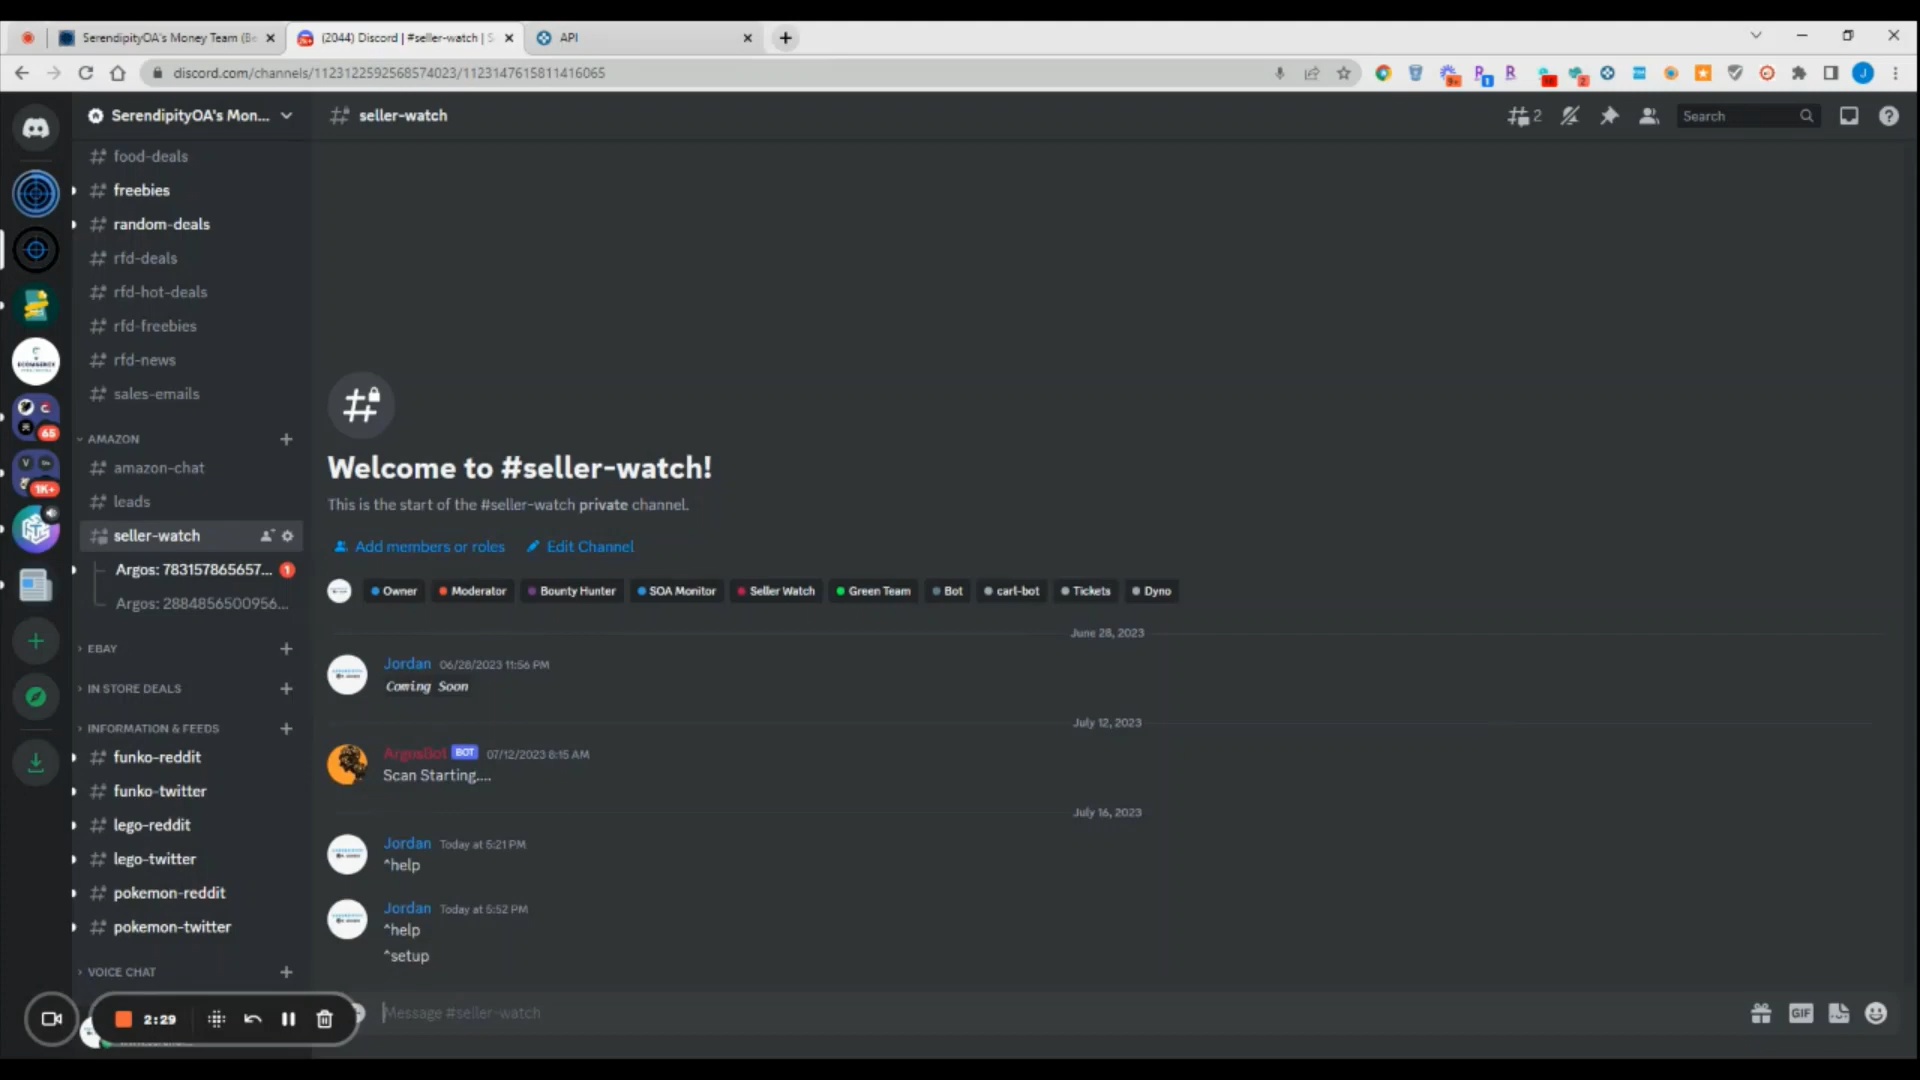 SerendipityOA's Money Team (Be
(2044) Discord | #seller-watch | S
API
discord.com/channels/1123122592568574023/1123147615811416065
SerendipityOA's Mon...
seller-watch
2
Search
food-deals
freebies
random-deals
rfd-deals
rfd-hot-deals
rfd-freebies
rfd-news
sales-emails
AMAZON
amazon-chat
leads
seller-watch
Argos: 783157865657...
1
Argos: 2884856500956...
EBAY
IN STORE DEALS
INFORMATION & FEEDS
funko-reddit
funko-twitter
lego-reddit
lego-twitter
pokemon-reddit
pokemon-twitter
VOICE CHAT
65
1K+
2:29
Welcome to #seller-watch!
This is the start of the #seller-watch private channel.
Add members or roles
Edit Channel
Owner
Moderator
Bounty Hunter
SOA Monitor
Seller Watch
Green Team
Bot
carl-bot
Tickets
Dyno
June 28, 2023
Jordan 06/28/2023 11:56 PM
Coming Soon
July 12, 2023
ArgosBot BOT 07/12/2023 8:15 AM
Scan Starting....
July 16, 2023
Jordan Today at 5:21 PM
^help
Jordan Today at 5:52 PM
^help
^setup
Message #seller-watch
GIF